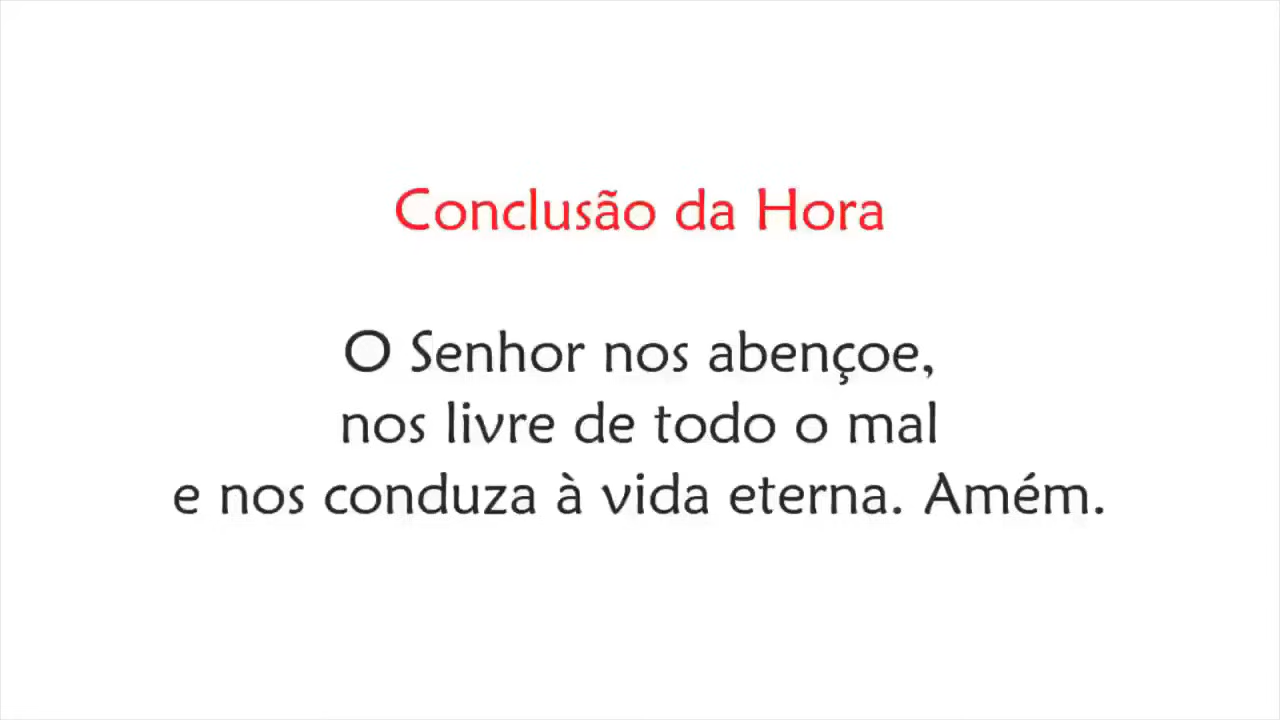 Conclusão da Hora
O Senhor nos abençoe,
nos livre de todo o mal
e nos conduza à vida eterna. Amém.